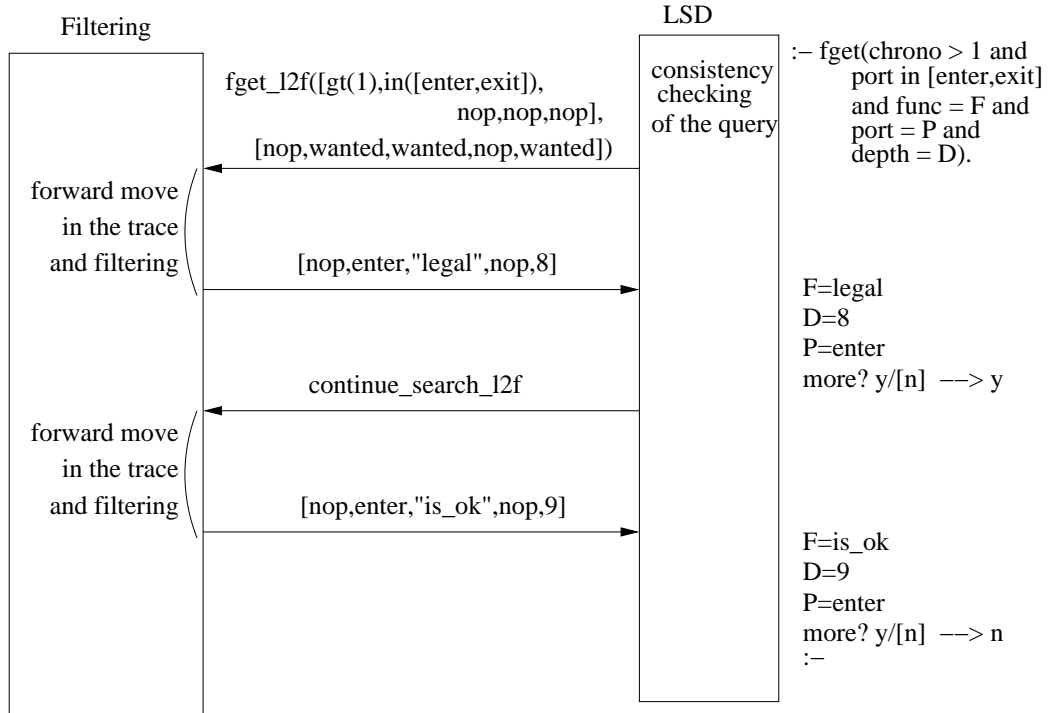 Filtering
LSD
fget_l2f([gt(1),in([enter,exit]),
nop,nop,nop],
[nop,wanted,wanted,nop,wanted])
consistency
checking
of the query
:− fget(chrono > 1 and
port in [enter,exit]
and func = F and
port = P and
depth = D).
forward move
in the trace
and filtering
[nop,enter,"legal",nop,8]
F=legal
D=8
P=enter
more? y/[n] −−> y
continue_search_l2f
forward move
in the trace
and filtering
[nop,enter,"is_ok",nop,9]
F=is_ok
D=9
P=enter
more? y/[n] −−> n
:−